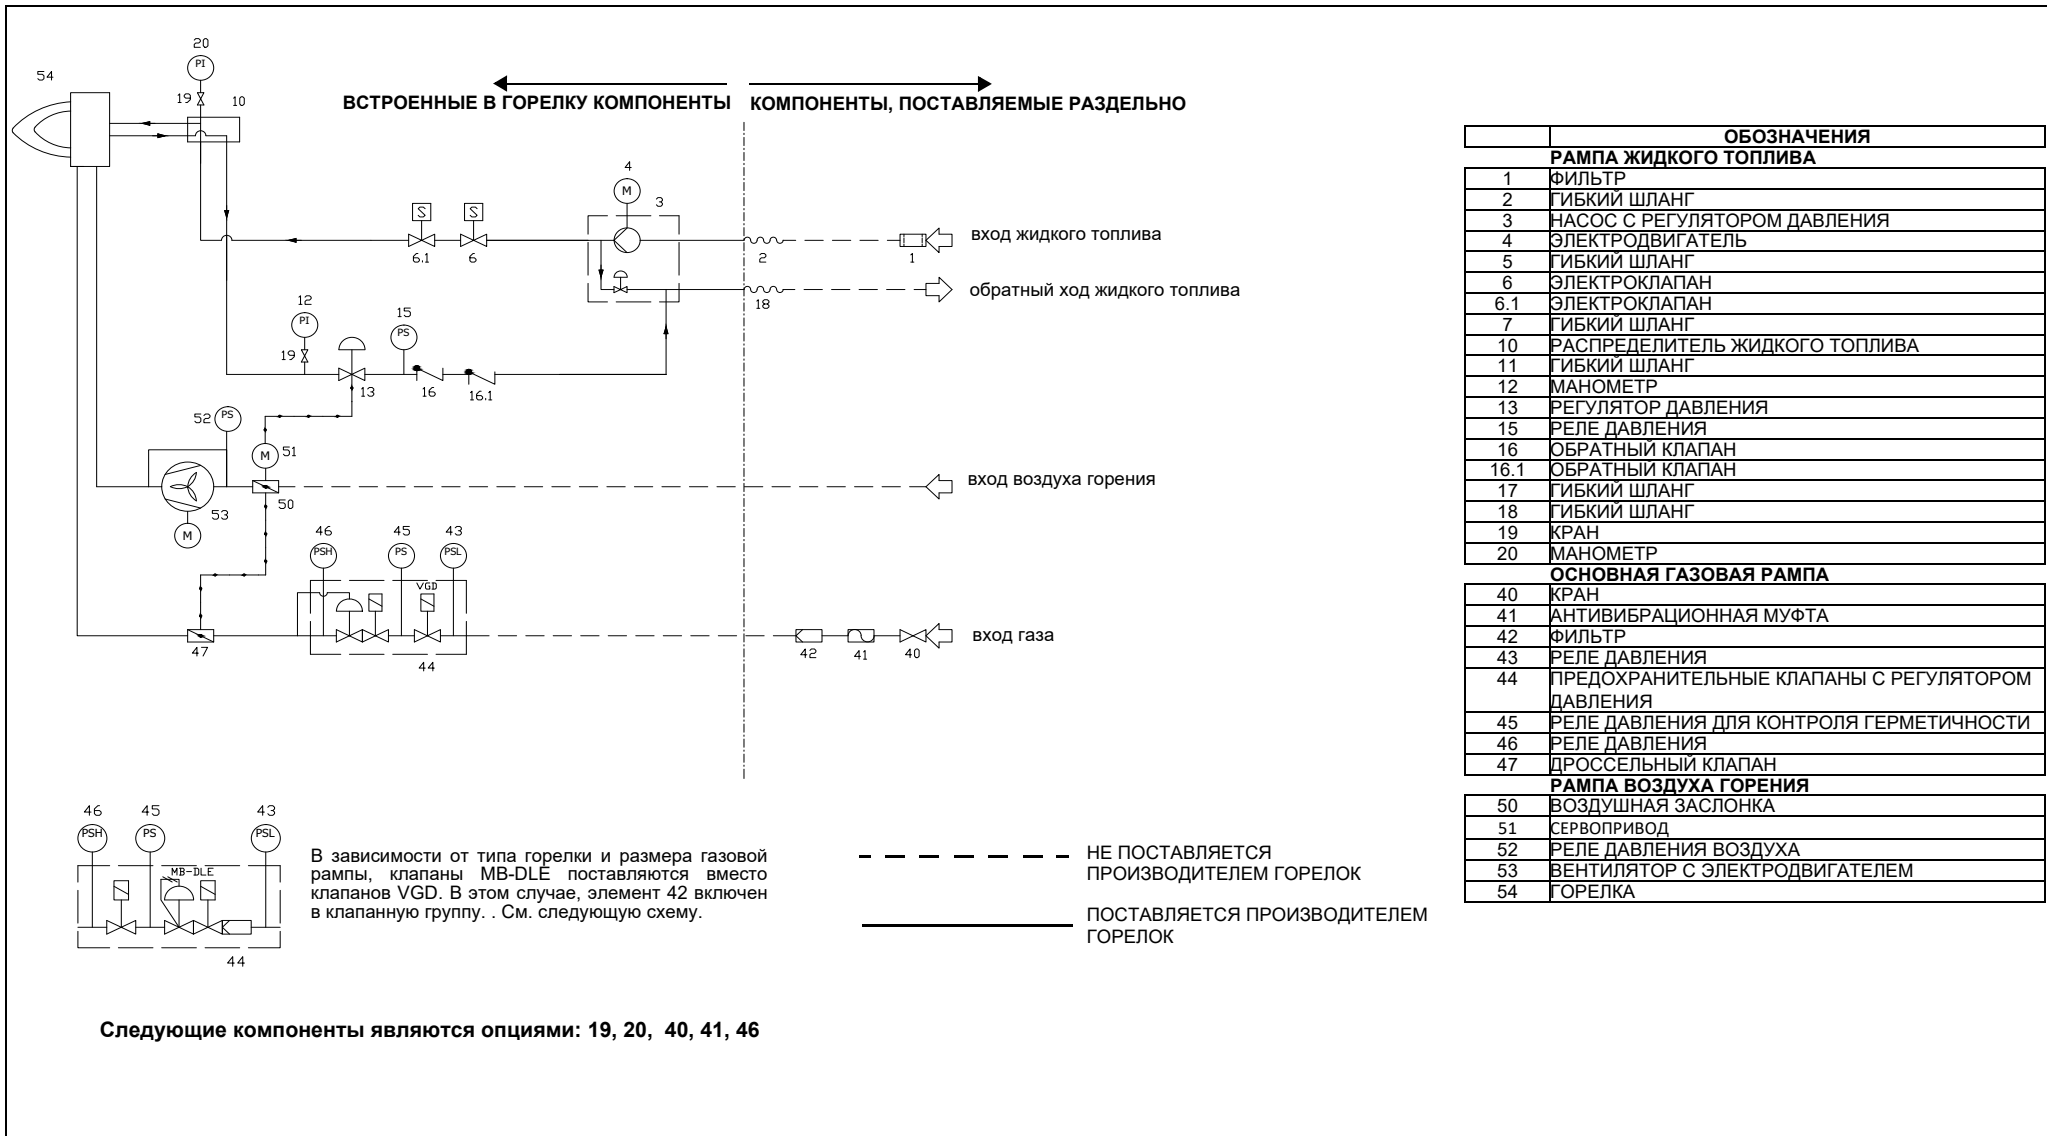 20
PI
54
19
10
ВСТРОЕННЫЕ В ГОРЕЛКУ КОМПОНЕНТЫ
КОМПОНЕНТЫ, ПОСТАВЛЯЕМЫЕ РАЗДЕЛЬНО
4
M
3
S
S
6.1
6
2
1
вход жидкого топлива
18
обратный ход жидкого топлива
12
PI
19
15
PS
13
16
16.1
52
PS
M
51
53
50
M
вход воздуха горения
46
45
43
PSH
PS
PSL
VGD
47
44
42
41
40
вход газа
46
45
43
PSH
PS
PSL
MB-DLE
44
В зависимости от типа горелки и размера газовой
рампы, клапаны MB-DLE поставляются вместо
клапанов VGD. В этом случае, элемент 42 включен
в клапанную группу. . См. следующую схему.
НЕ ПОСТАВЛЯЕТСЯ
ПРОИЗВОДИТЕЛЕМ ГОРЕЛОК
ПОСТАВЛЯЕТСЯ ПРОИЗВОДИТЕЛЕМ
ГОРЕЛОК
Следующие компоненты являются опциями: 19, 20, 40, 41, 46
ОБОЗНАЧЕНИЯ
РАМПА ЖИДКОГО ТОПЛИВА
1 ФИЛЬТР
2 ГИБКИЙ ШЛАНГ
3 НАСОС С РЕГУЛЯТОРОМ ДАВЛЕНИЯ
4 ЭЛЕКТРОДВИГАТЕЛЬ
5 ГИБКИЙ ШЛАНГ
6 ЭЛЕКТРОКЛАПАН
6.1 ЭЛЕКТРОКЛАПАН
7 ГИБКИЙ ШЛАНГ
10 РАСПРЕДЕЛИТЕЛЬ ЖИДКОГО ТОПЛИВА
11 ГИБКИЙ ШЛАНГ
12 МАНОМЕТР
13 РЕГУЛЯТОР ДАВЛЕНИЯ
15 РЕЛЕ ДАВЛЕНИЯ
16 ОБРАТНЫЙ КЛАПАН
16.1 ОБРАТНЫЙ КЛАПАН
17 ГИБКИЙ ШЛАНГ
18 ГИБКИЙ ШЛАНГ
19 КРАН
20 МАНОМЕТР
ОСНОВНАЯ ГАЗОВАЯ РАМПА
40 КРАН
41 АНТИВИБРАЦИОННАЯ МУФТА
42 ФИЛЬТР
43 РЕЛЕ ДАВЛЕНИЯ
44 ПРЕДОХРАНИТЕЛЬНЫЕ КЛАПАНЫ С РЕГУЛЯТОРОМ
ДАВЛЕНИЯ
45 РЕЛЕ ДАВЛЕНИЯ ДЛЯ КОНТРОЛЯ ГЕРМЕТИЧНОСТИ
46 РЕЛЕ ДАВЛЕНИЯ
47 ДРОССЕЛЬНЫЙ КЛАПАН
РАМПА ВОЗДУХА ГОРЕНИЯ
50 ВОЗДУШНАЯ ЗАСЛОНКА
51 СЕРВОПРИВОД
52 РЕЛЕ ДАВЛЕНИЯ ВОЗДУХА
53 ВЕНТИЛЯТОР С ЭЛЕКТРОДВИГАТЕЛЕМ
54 ГОРЕЛКА